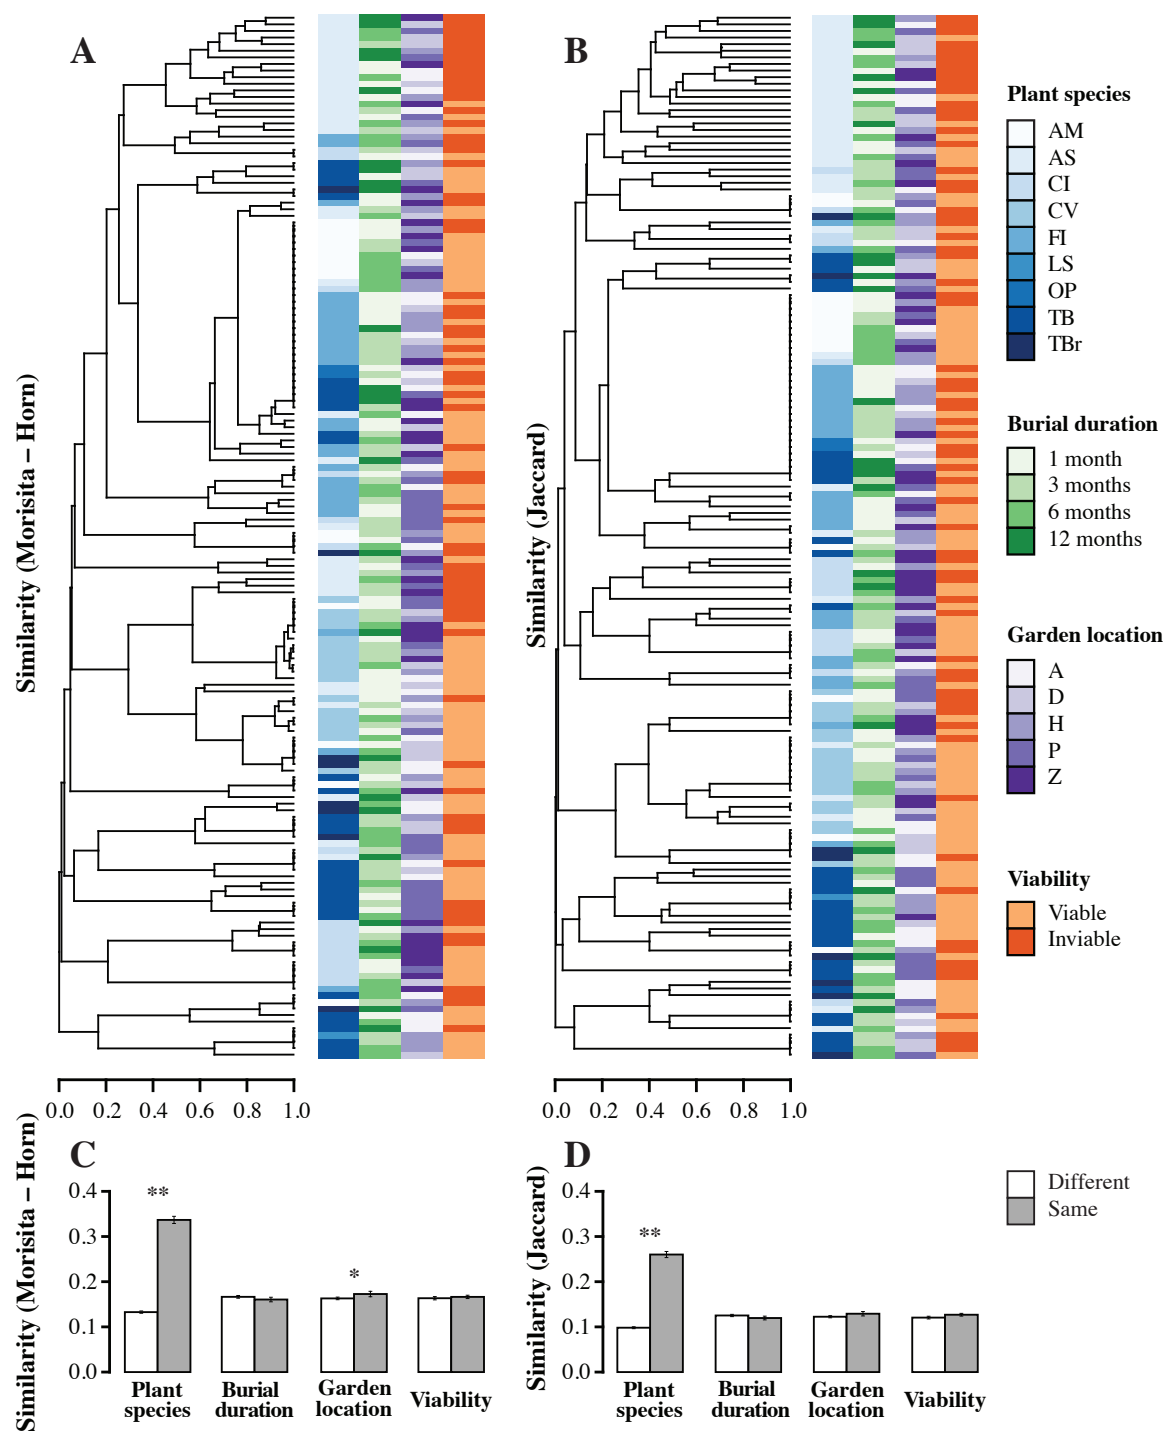 A
B
Similarity (Morisita – Horn)
Similarity (Jaccard)
Plant species
AM
AS
CI
CV
FI
LS
OP
TB
TBr
Burial duration
1 month
3 months
6 months
12 months
Garden location
A
D
H
P
Z
Viability
Viable
Inviable
0.0 0.2 0.4 0.6 0.8 1.0
0.0 0.2 0.4 0.6 0.8 1.0
C
Similarity (Morisita – Horn)
0.4
0.3
0.2
0.1
0.0
**
*
Plant
species
Burial
duration
Garden
location
Viability
D
Similarity (Jaccard)
0.4
0.3
0.2
0.1
0.0
**
Plant
species
Burial
duration
Garden
location
Viability
Different
Same